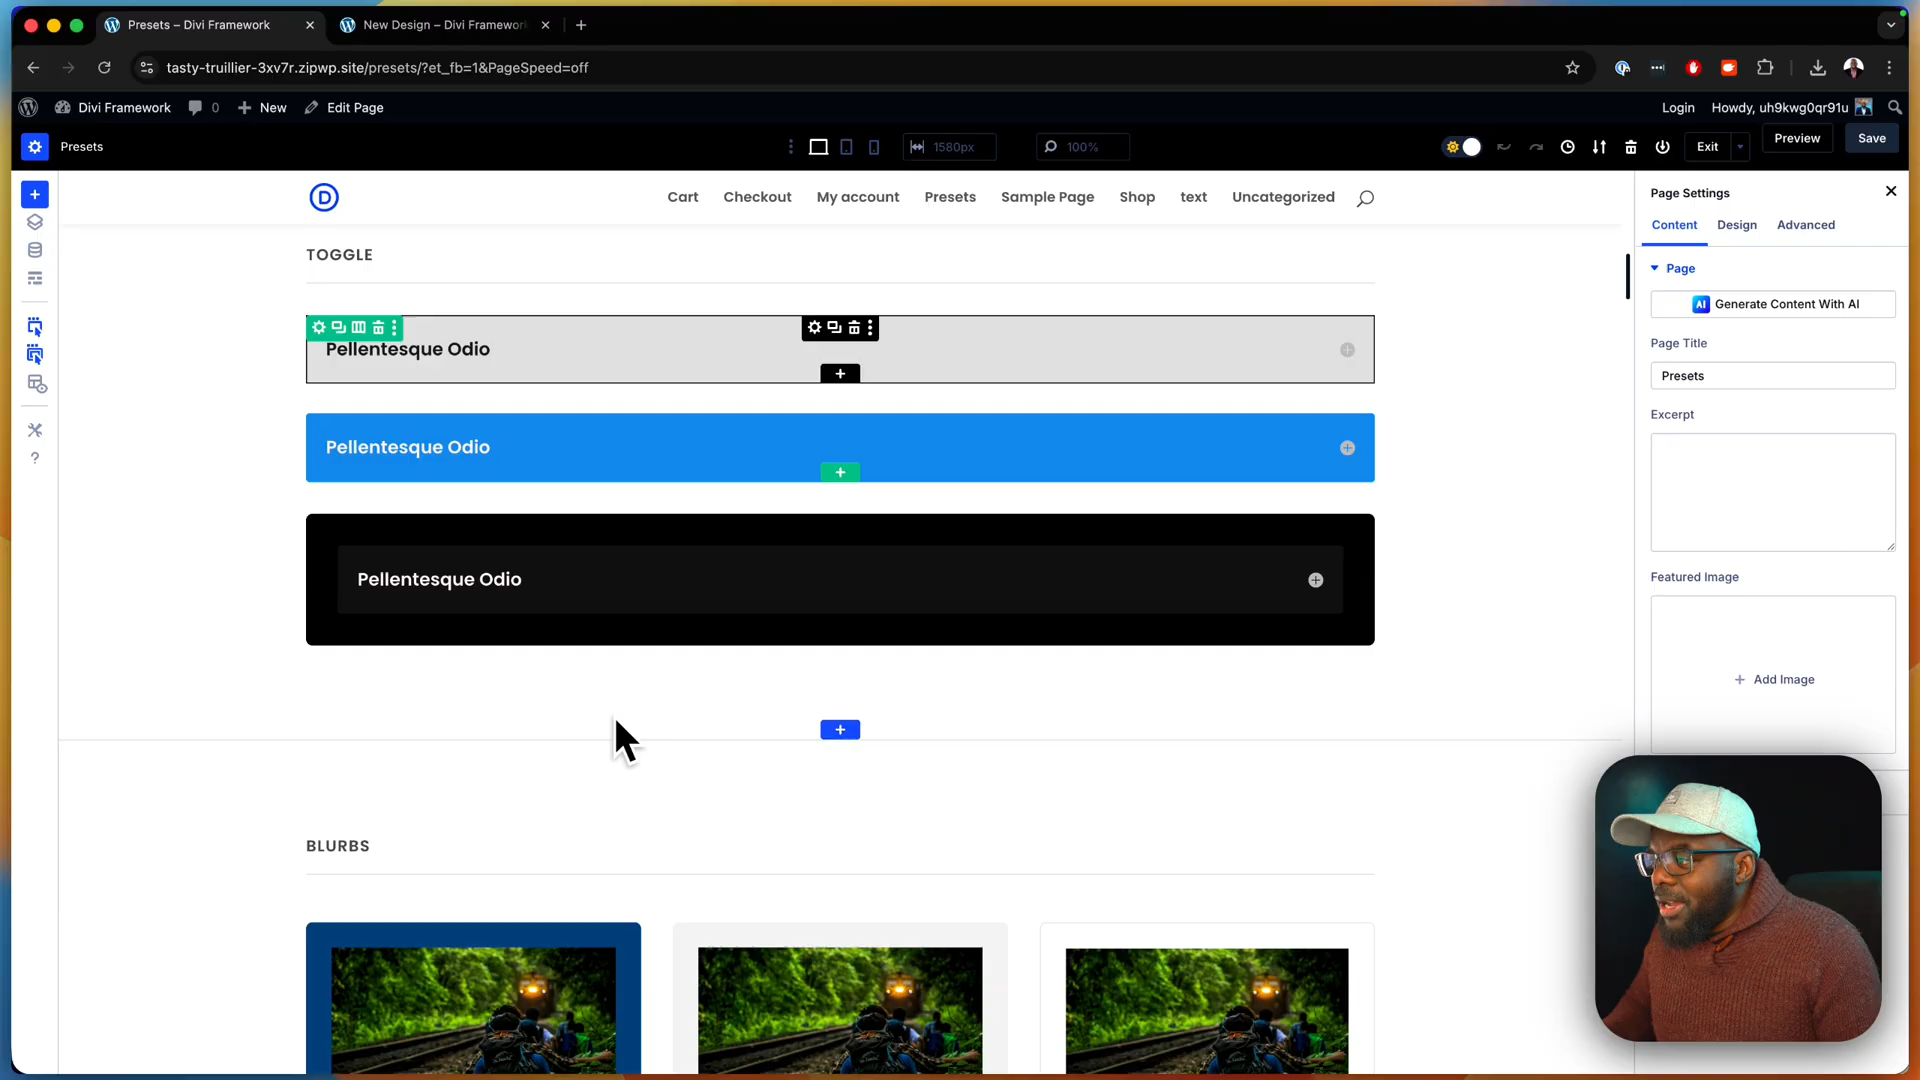 Presets – Divi Framework
New Design – Divi Framewor
tasty-truillier-3xv7r.zipwp.site/presets/?et_fb=1&PageSpeed=off
Divi Framework
0
New
Edit Page
Login
Howdy, uh9kwg0qr91u
Presets
1580px
100%
Exit
Preview
Save
D
Cart
Checkout
My account
Presets
Sample Page
Shop
text
Uncategorized
Page Settings
Content
Design
Advanced
Page
AI Generate Content With AI
Page Title
Presets
Excerpt
Featured Image
Add Image
TOGGLE
Pellentesque Odio
Pellentesque Odio
Pellentesque Odio
BLURBS